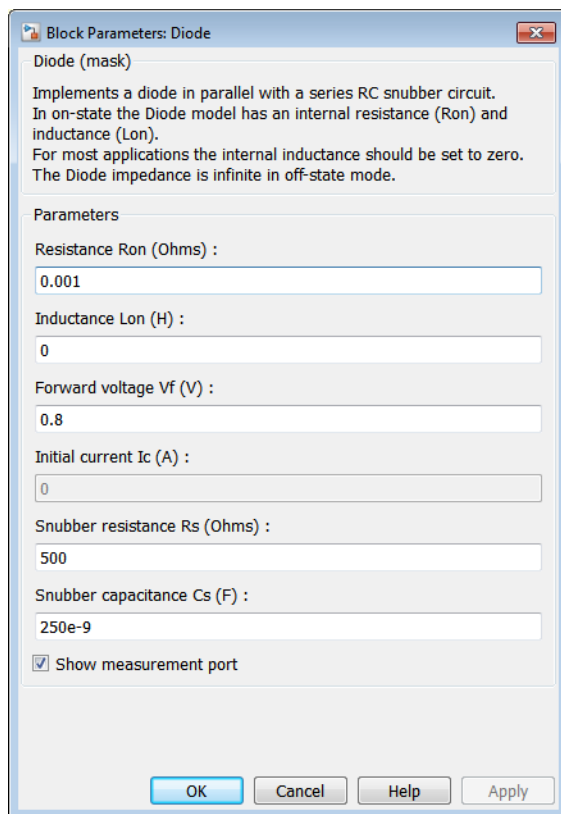 Block Parameters: Diode
Diode (mask)
Implements a diode in parallel with a series RC snubber circuit.
In on-state the Diode model has an internal resistance (Ron) and
inductance (Lon).
For most applications the internal inductance should be set to zero.
The Diode impedance is infinite in off-state mode.
Parameters
Resistance Ron (Ohms) :
0.001
Inductance Lon (H) :
0
Forward voltage Vf (V) :
0.8
Initial current Ic (A) :
0
Snubber resistance Rs (Ohms) :
500
Snubber capacitance Cs (F) :
250e-9
Show measurement port
OK Cancel Help Apply